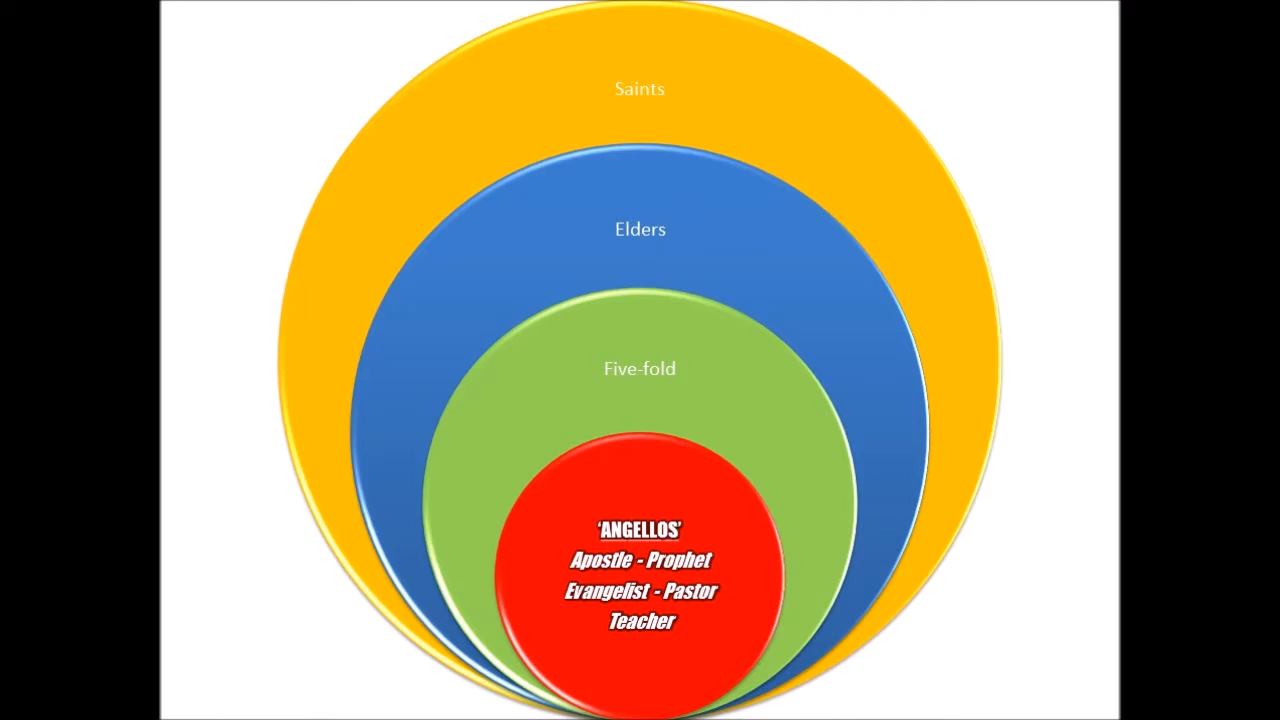 Saints
Elders
Five-fold
‘ANGELLOS’
Apostle - Prophet
Evangelist - Pastor
Teacher